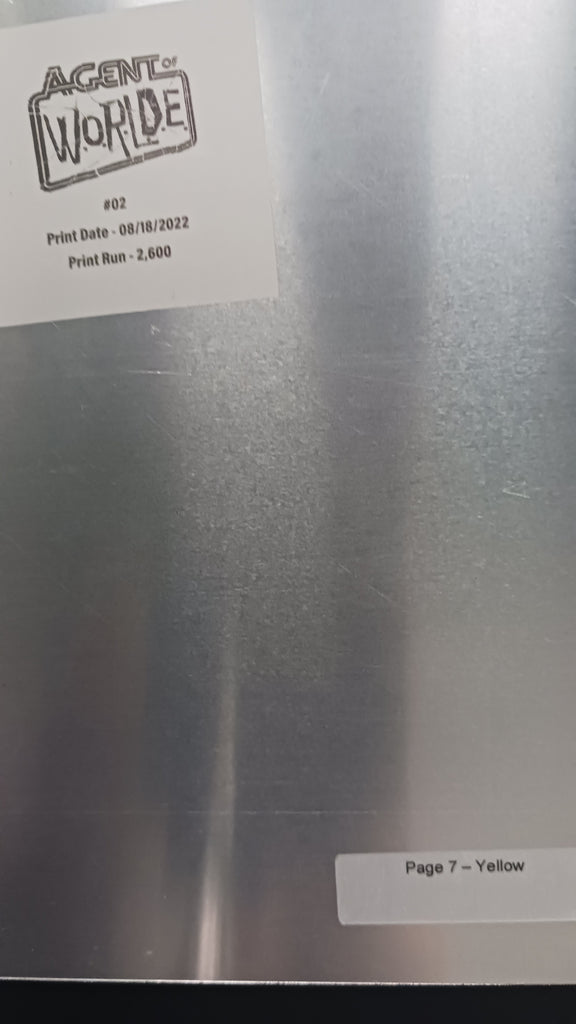 AGENT OF
W.O.R.L.D.E.
#02
Print Date - 08/18/2022
Print Run - 2,600
Page 7 – Yellow